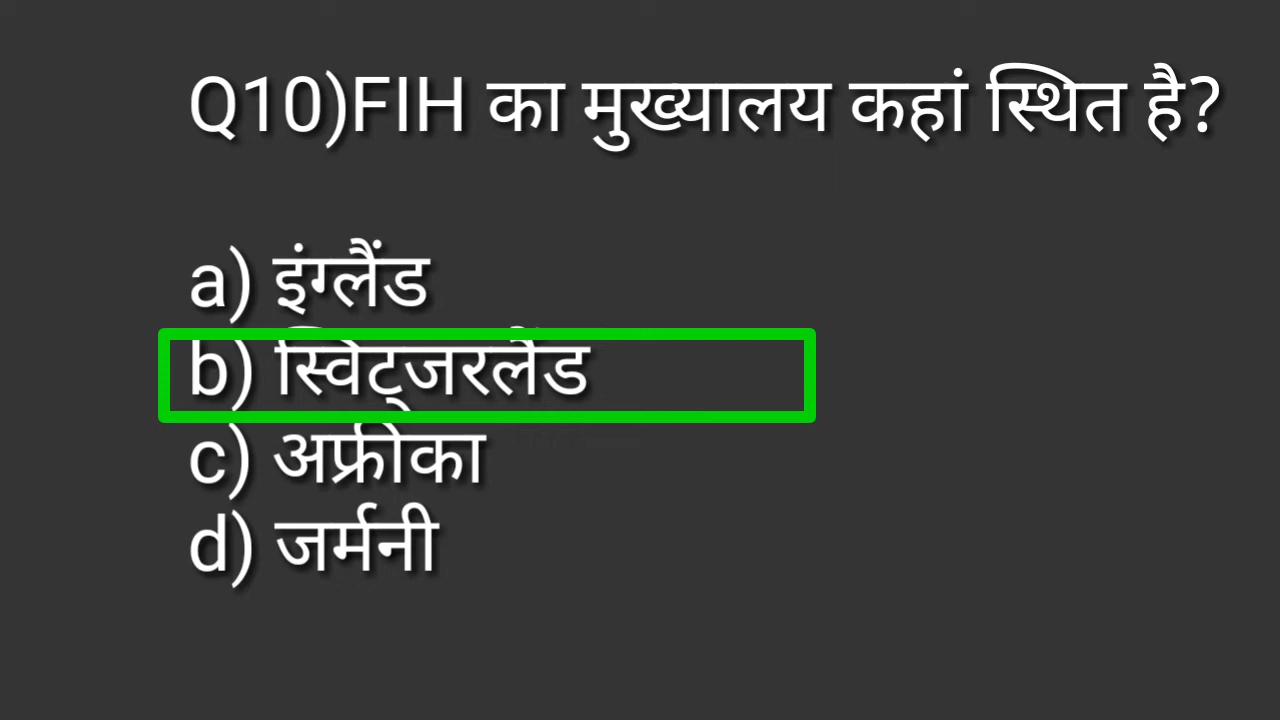 Q10)FIH का मुख्यालय कहां स्थित है?
a) इंग्लैंड
b) स्विट्जरलैंड
c) अफ्रीका
d) जर्मनी